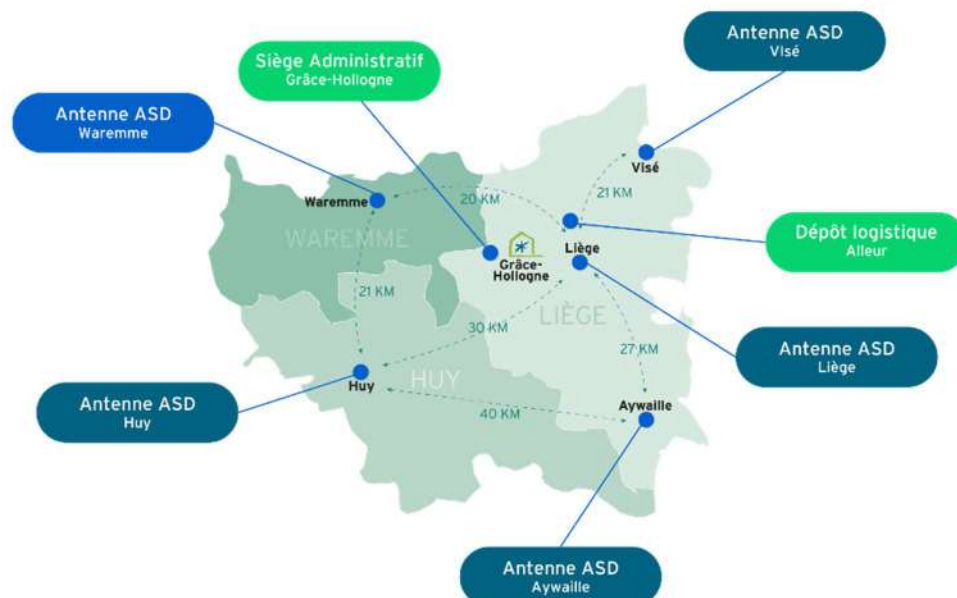 Antenne ASD
Visé
Siège Administratif
Grâce-Hollogne
Antenne ASD
Waremme
Visé
Waremme
20 KM
21 KM
WAREMME
Dépôt logistique
Alleur
Grâce-
Hollogne
Liège
21 KM
LIÈGE
30 KM
27 KM
Antenne ASD
Liège
Huy
HUY
Antenne ASD
Huy
Aywaille
40 KM
Antenne ASD
Aywaille